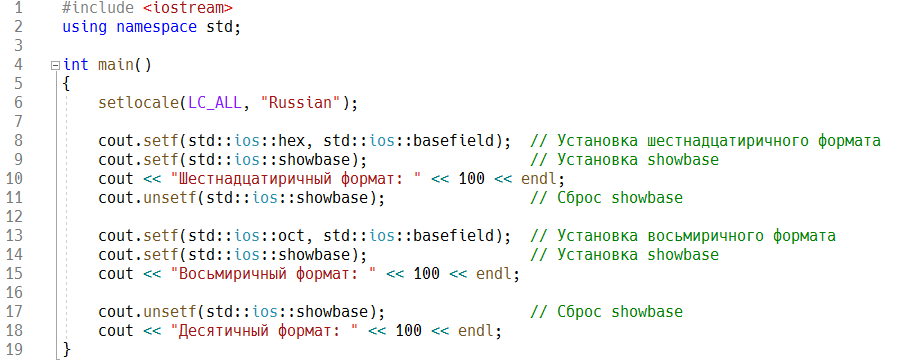 1 #include <iostream>
2 using namespace std;
3
4 int main()
5 {
6 setlocale(LC_ALL, "Russian");
7
8 cout.setf(std::ios::hex, std::ios::basefield); // Установка шестнадцатиричного формата
9 cout.setf(std::ios::showbase); // Установка showbase
10 cout << "Шестнадцатиричный формат: " << 100 << endl;
11 cout.unsetf(std::ios::showbase); // Сброс showbase
12
13 cout.setf(std::ios::oct, std::ios::basefield); // Установка восьмиричного формата
14 cout.setf(std::ios::showbase); // Установка showbase
15 cout << "Восьмиричный формат: " << 100 << endl;
16
17 cout.unsetf(std::ios::showbase); // Сброс showbase
18 cout << "Десятичный формат: " << 100 << endl;
19 }